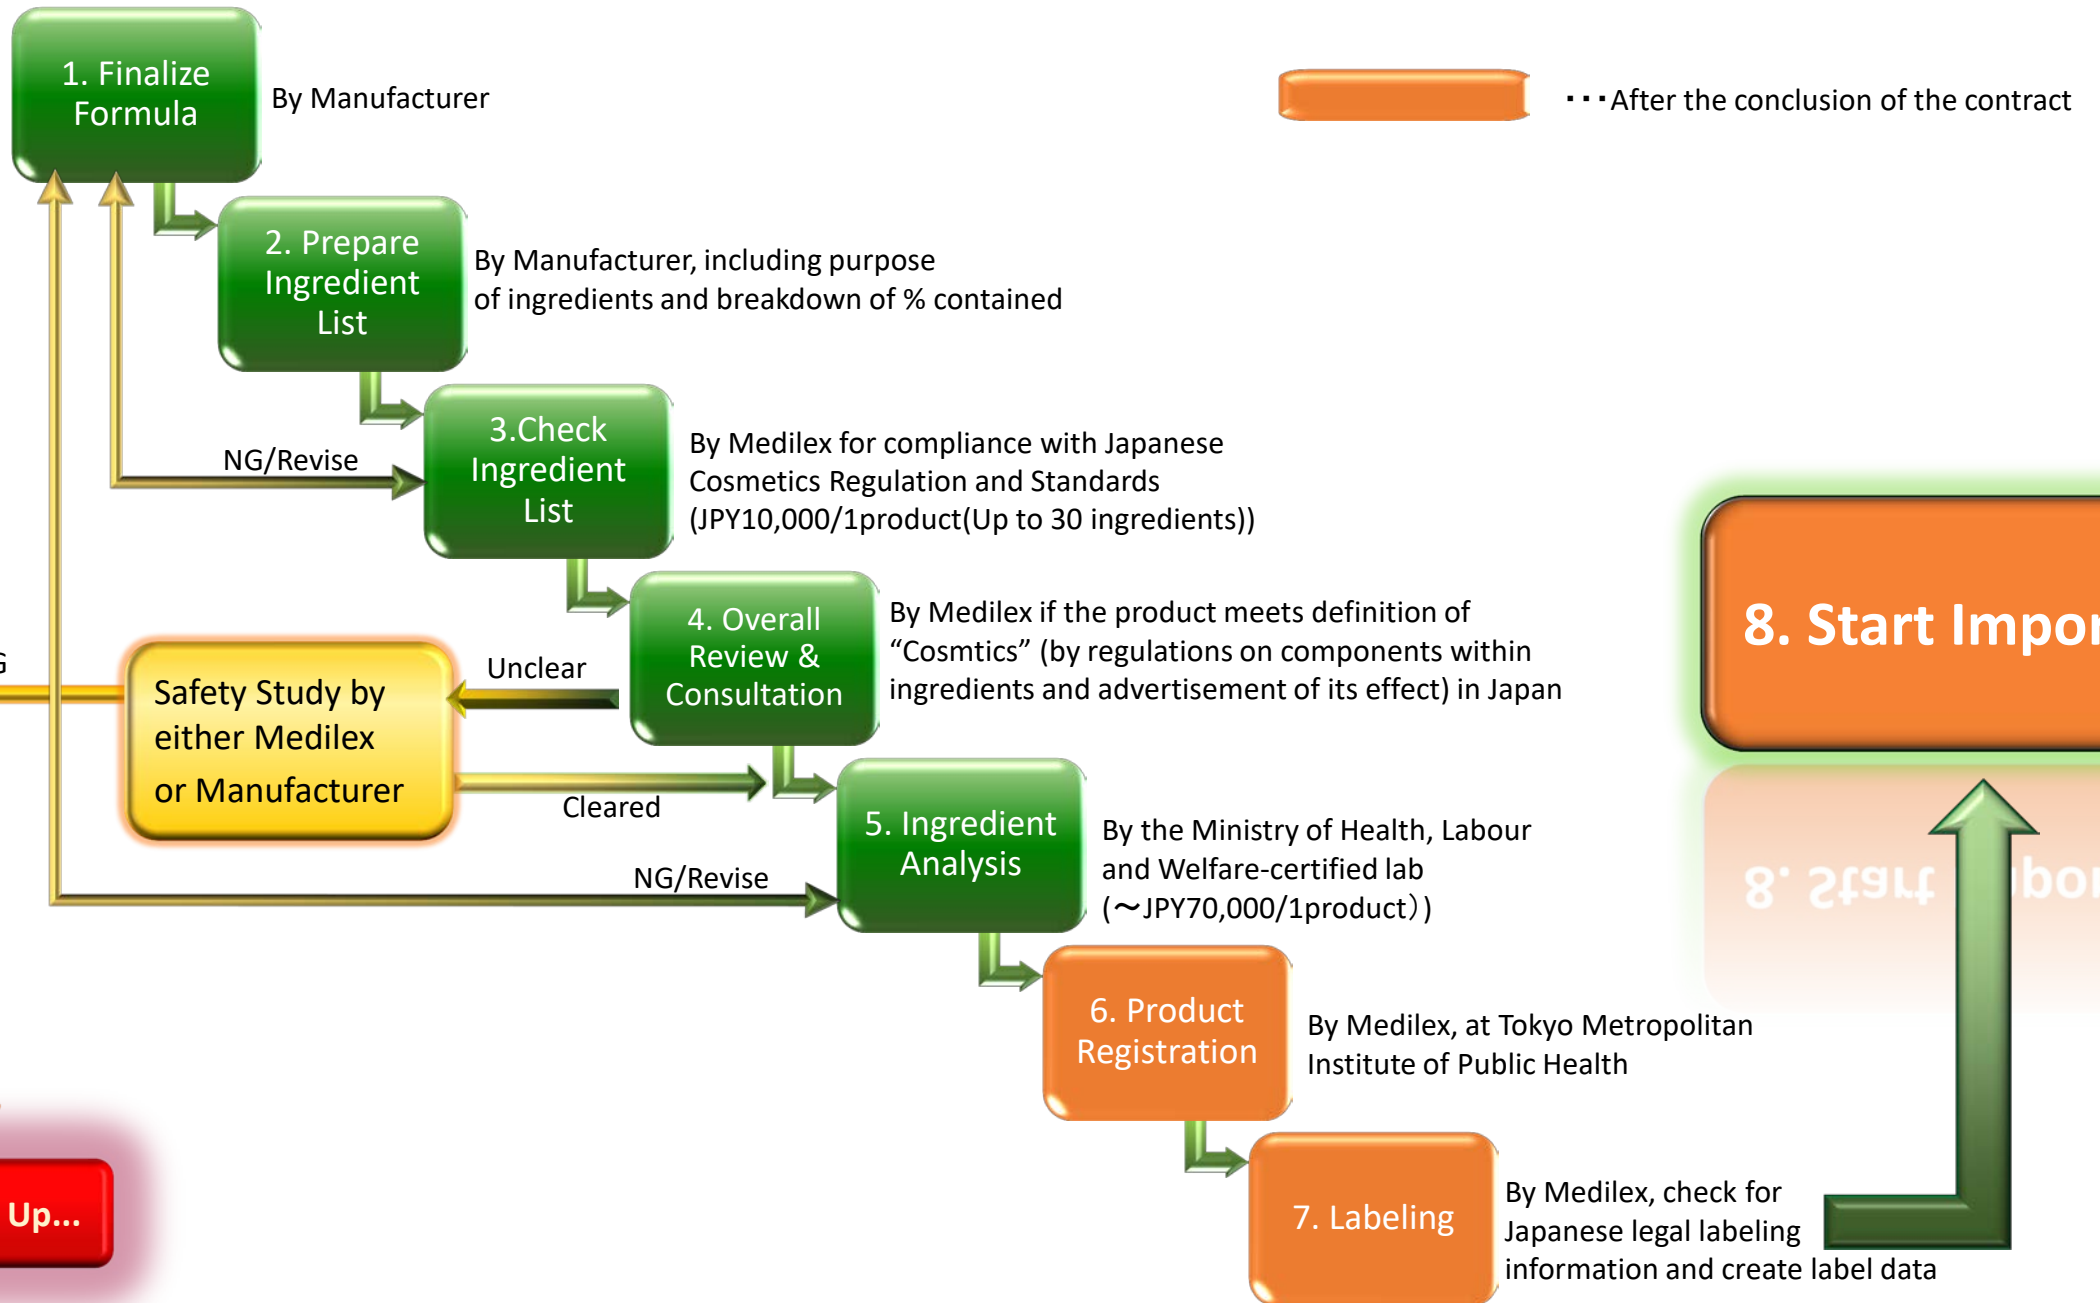 1. Finalize
Formula
By Manufacturer
･･･After the conclusion of the contract
2. Prepare
Ingredient
List
By Manufacturer, including purpose
of ingredients and breakdown of % contained
3.Check
Ingredient
List
NG/Revise
By Medilex for compliance with Japanese
Cosmetics Regulation and Standards
(JPY10,000/1product(Up to 30 ingredients))
4. Overall
Review &
Consultation
By Medilex if the product meets definition of
“Cosmtics” (by regulations on components within
ingredients and advertisement of its effect) in Japan
8. Start Impor
G
Unclear
Safety Study by
either Medilex
or Manufacturer
Cleared
5. Ingredient
Analysis
By the Ministry of Health, Labour
and Welfare-certified lab
(～JPY70,000/1product））
NG/Revise
6. Product
Registration
By Medilex, at Tokyo Metropolitan
Institute of Public Health
Up...
7. Labeling
By Medilex, check for
Japanese legal labeling
information and create label data